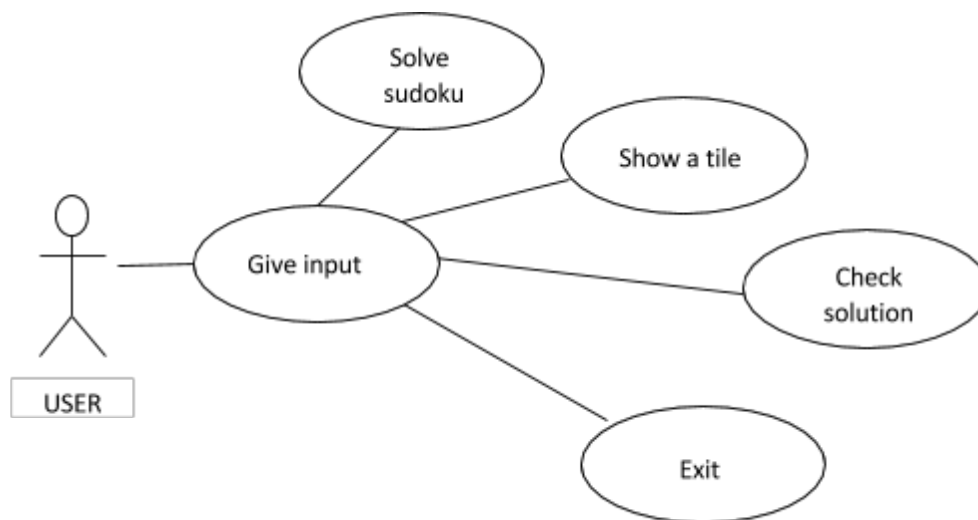 Solve
sudoku
Show a tile
Give input
Check
solution
USER
Exit